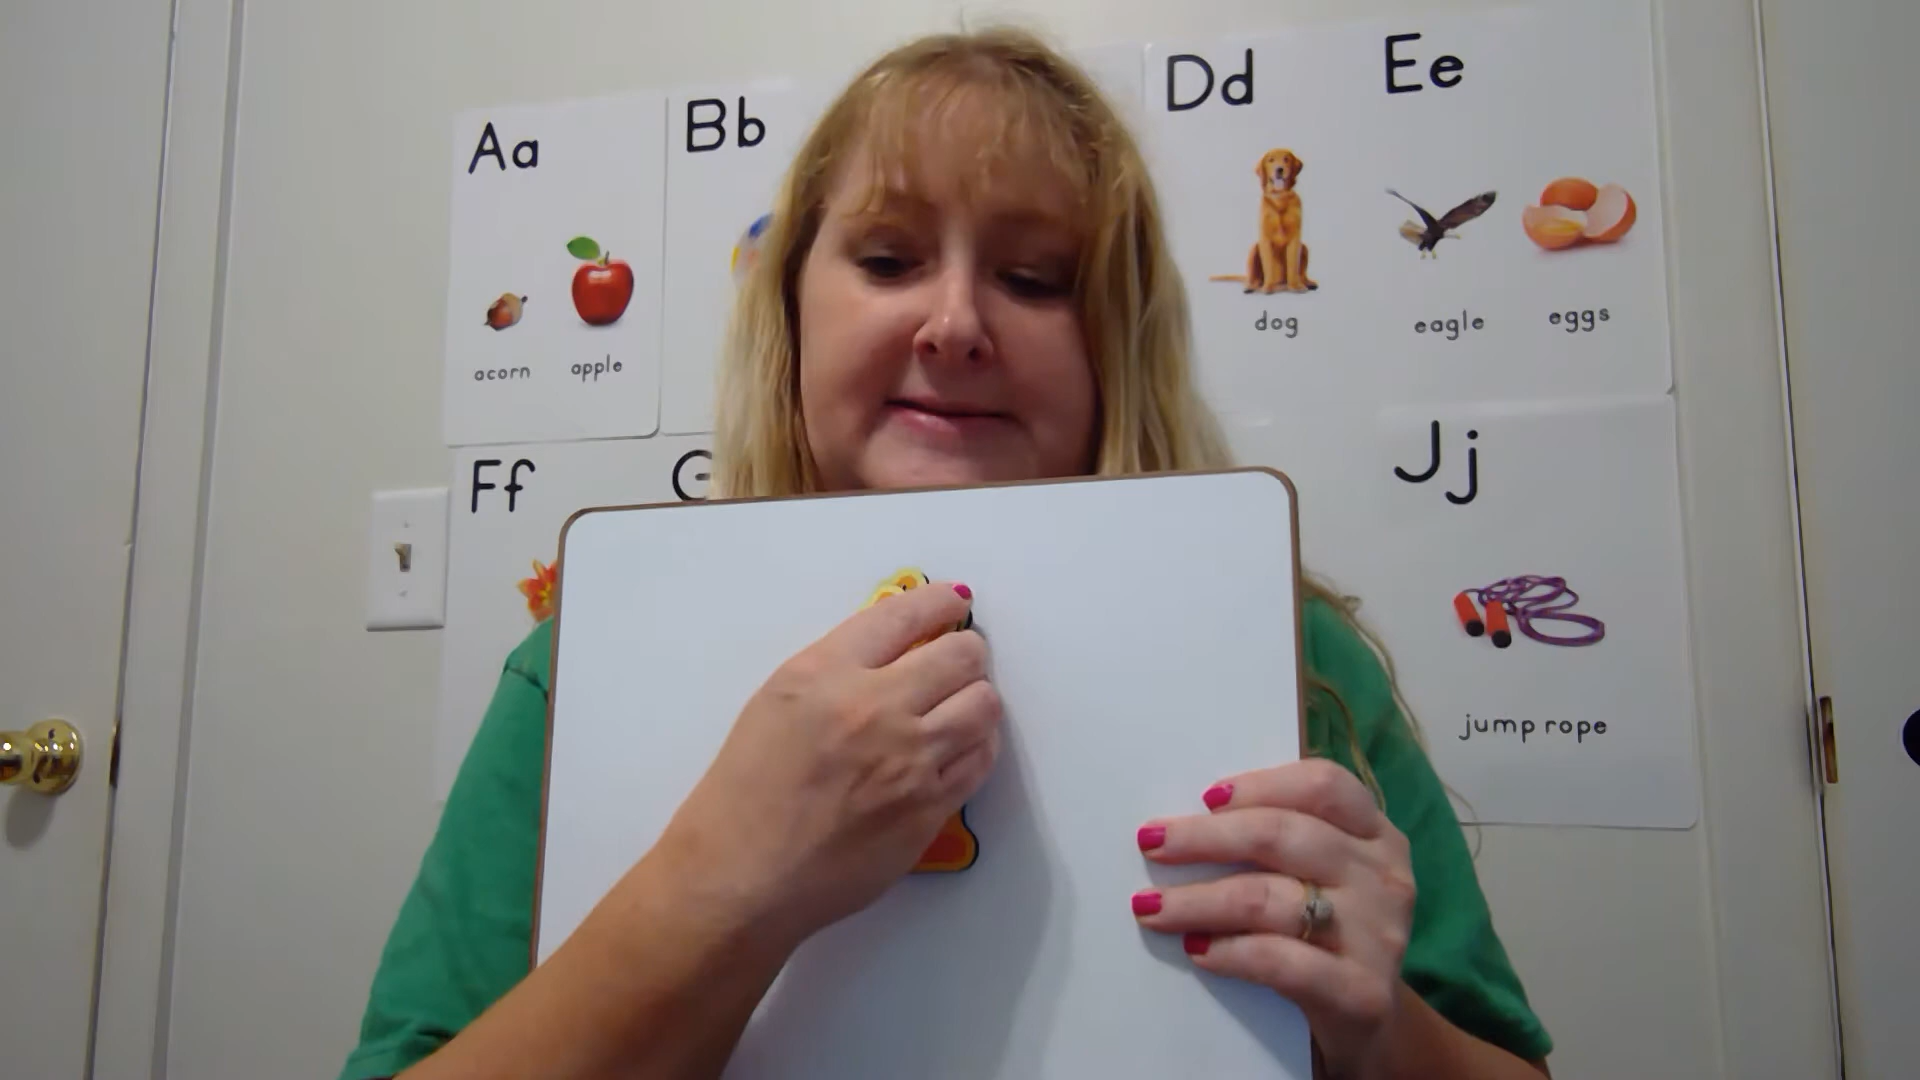 Aa
Bb
Dd
Ee
acorn
apple
dog
eagle
eggs
Ff
G
Jj
jump rope